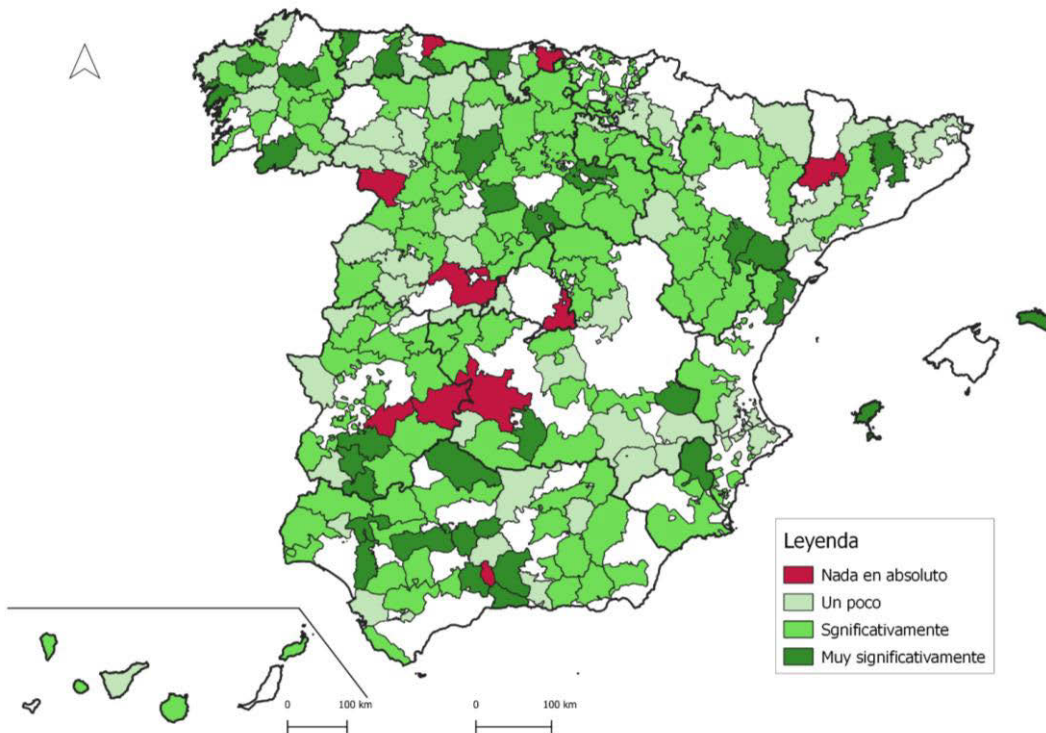 Leyenda
Nada en absoluto
Un poco
Sgnificativamente
Muy significativamente
0 100 km 0 100 km